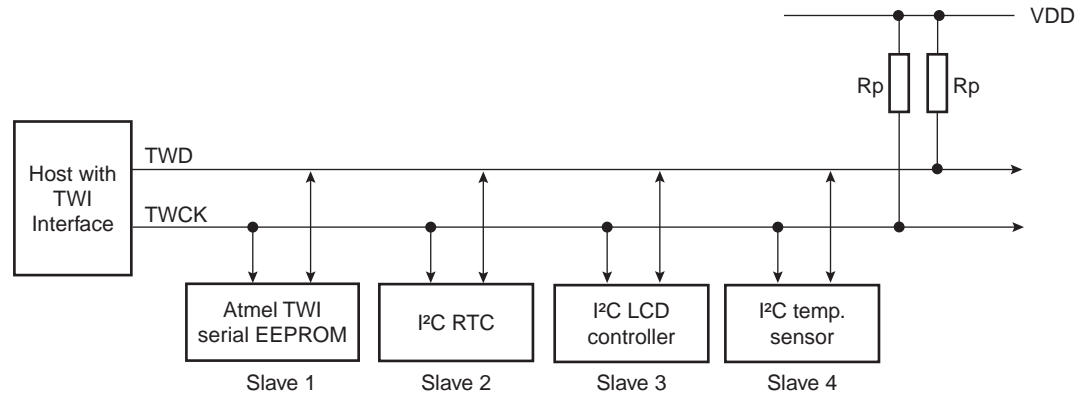 VDD
Rp
Rp
Host with
TWI
Interface
TWD
TWCK
Atmel TWI
serial EEPROM
I²C RTC
I²C LCD
controller
I²C temp.
sensor
Slave 1
Slave 2
Slave 3
Slave 4